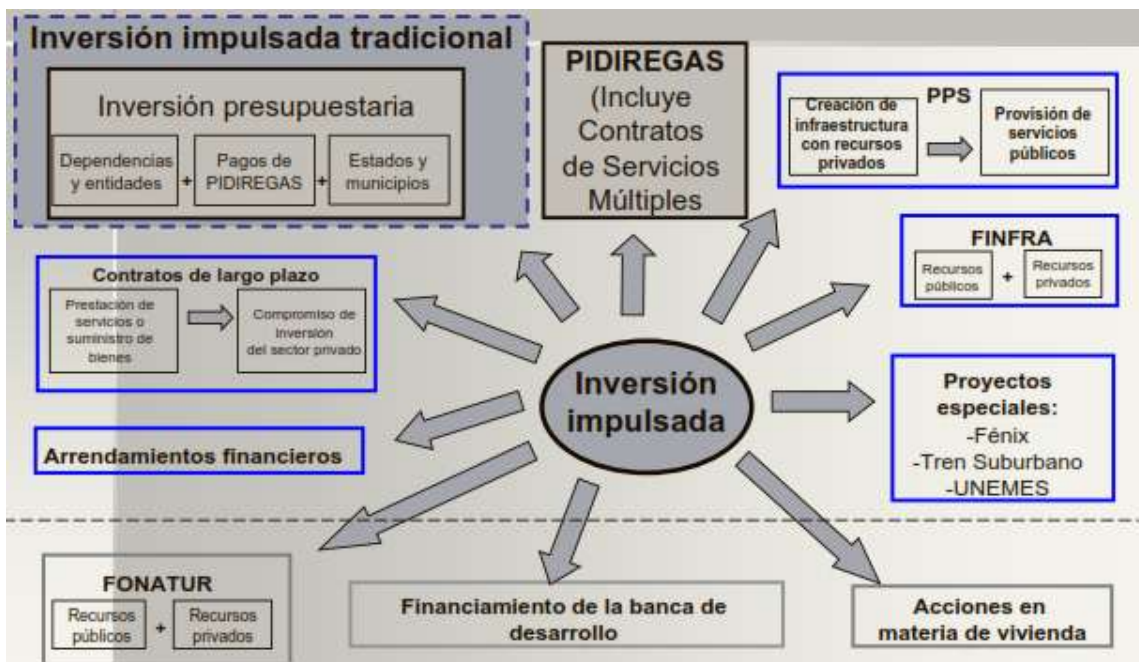 Inversión impulsada tradicional
Inversión presupuestaria
Dependencias
y entidades
+
Pagos de
PIDIREGAS
+
Estados y
municipios
PIDIREGAS
(Incluye
Contratos
de Servicios
Múltiples
PPS
Creación de
infraestructura
con recursos
privados
Provisión de
servicios
públicos
FINFRA
Recursos
públicos
+
Recursos
privados
Contratos de largo plazo
Prestación de
servicios o
suministro de
bienes
Compromiso de
inversión
del sector privado
Inversión
impulsada
Proyectos
especiales:
-Fénix
-Tren Suburbano
-UNEMES
Arrendamientos financieros
FONATUR
Recursos
públicos
+
Recursos
privados
Financiamiento de la banca de
desarrollo
Acciones en
materia de vivienda